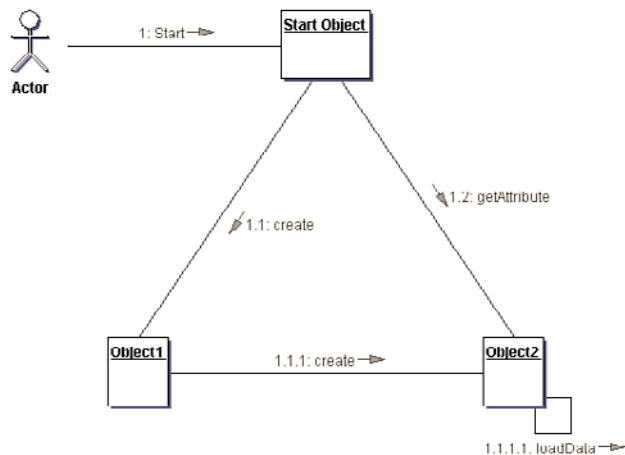 1: Start
Start Object
Actor
1.2: getAttribute
1.1: create
Object1
1.1.1: create
Object2
1.1.1.1: loadData